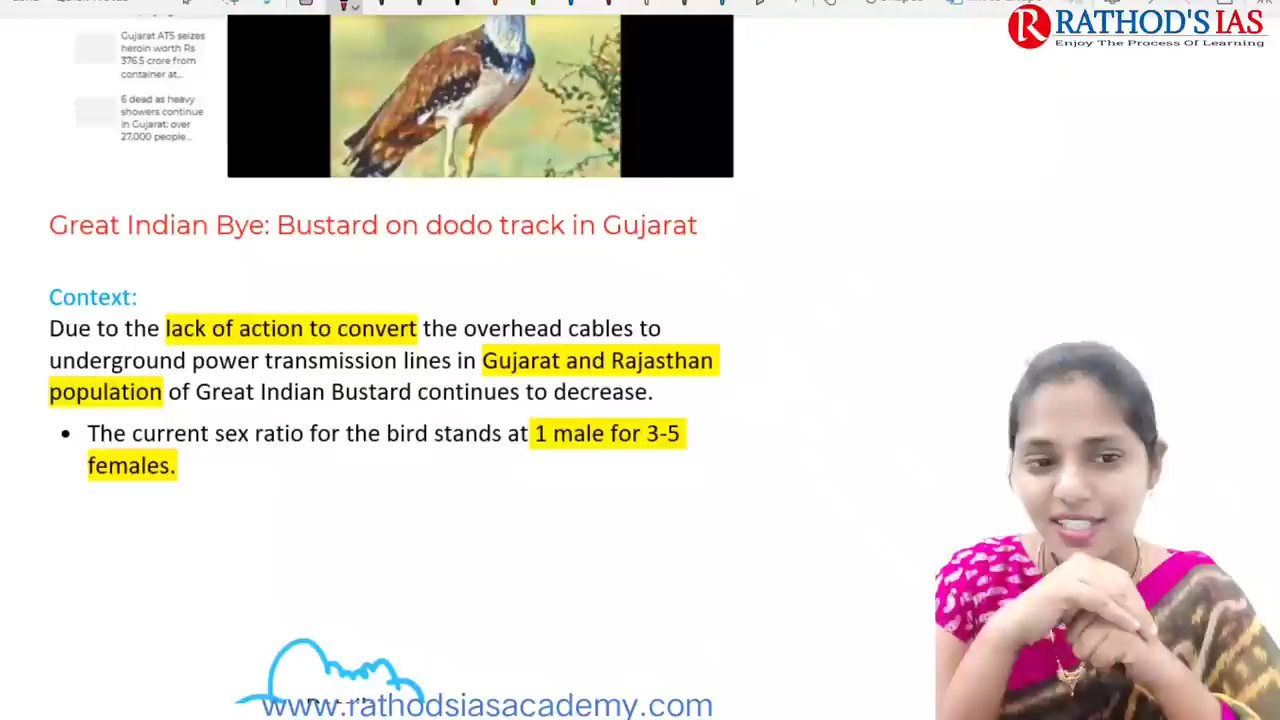 RATHOD'S IAS
Enjoy The Process Of Learning
Gujarat ATS seizes
heroin worth Rs
376.5 crore from
container at...
6 dead as heavy
showers continue
in Gujarat; over
27,000 people...
Great Indian Bye: Bustard on dodo track in Gujarat
Context:
Due to the lack of action to convert the overhead cables to
underground power transmission lines in Gujarat and Rajasthan
population of Great Indian Bustard continues to decrease.
• The current sex ratio for the bird stands at 1 male for 3-5
females.
www.rathodsiasacademy.com